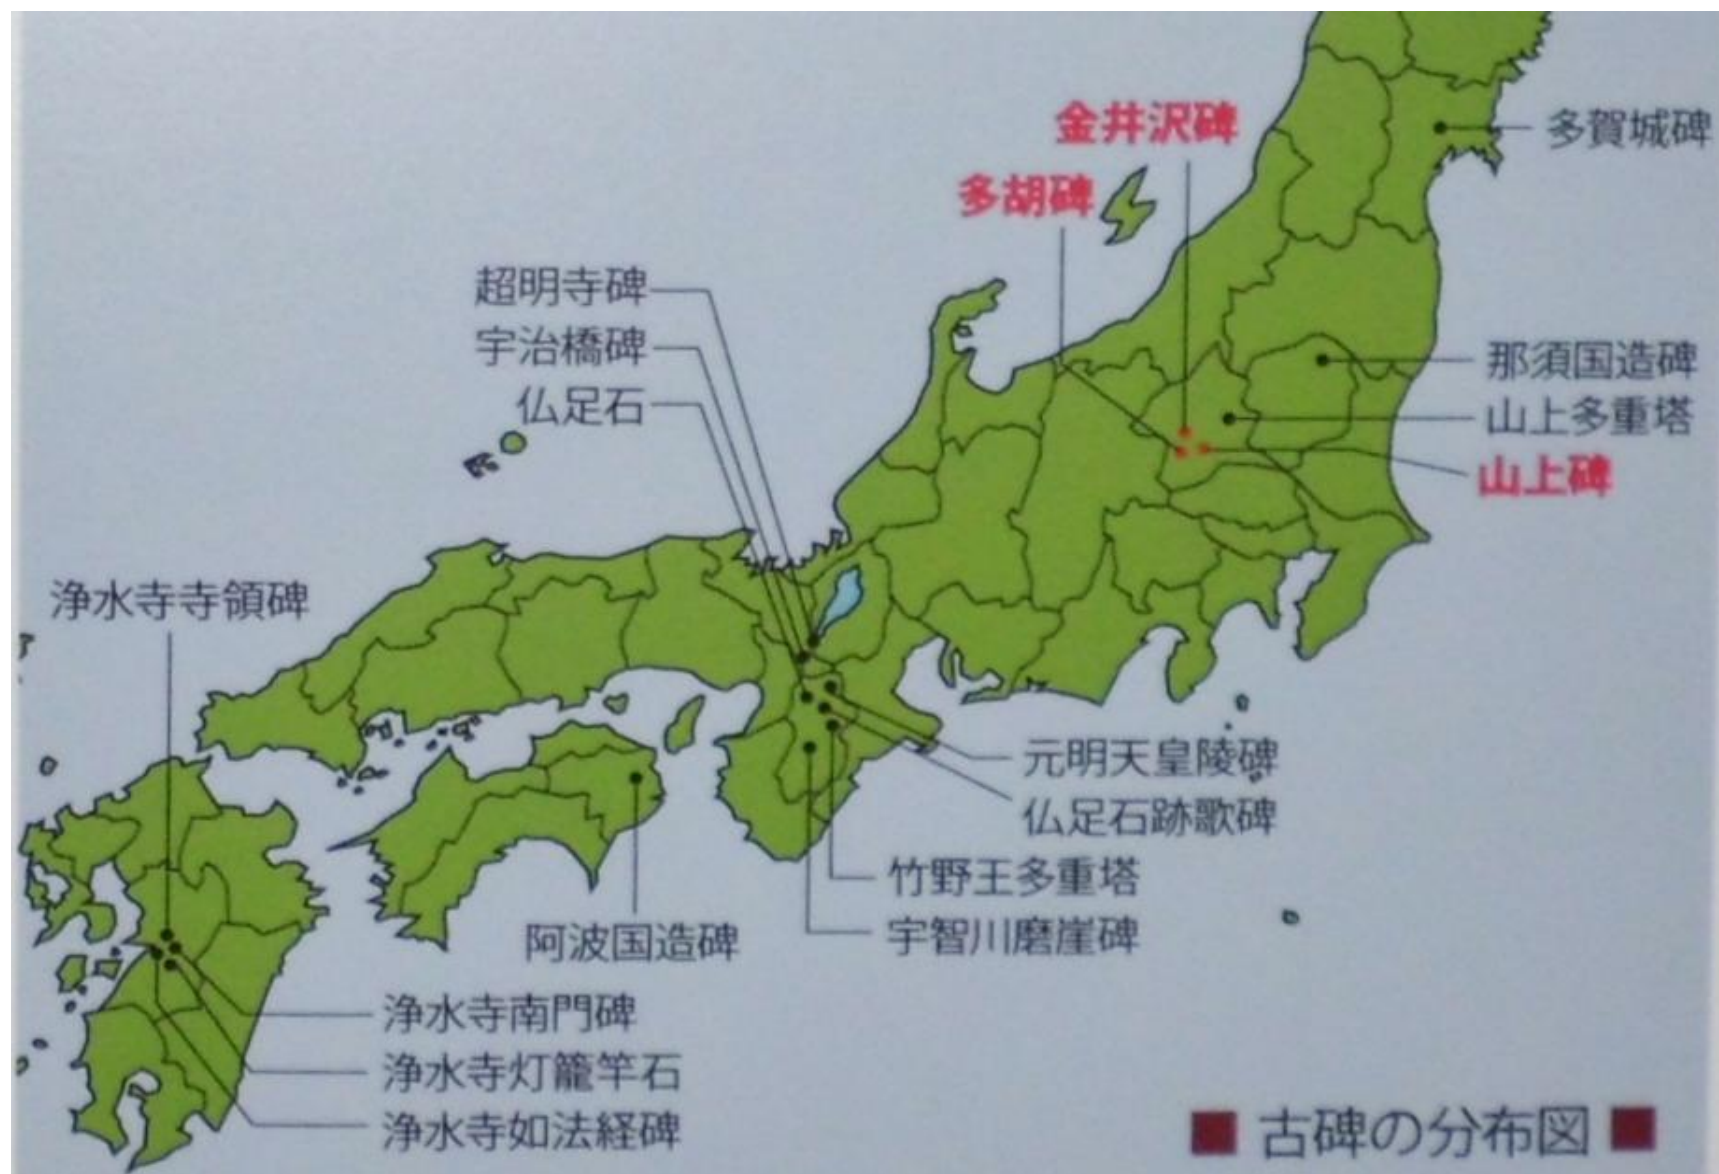 金井沢碑
多賀城碑
多胡碑
超明寺碑
宇治橋碑
仏足石
那須国造碑
山上多重塔
山上碑
浄水寺寺領碑
元明天皇陵碑
仏足石跡歌碑
竹野王多重塔
宇智川磨崖碑
阿波国造碑
浄水寺南門碑
浄水寺灯籠竿石
浄水寺如法経碑
■ 古碑の分布図 ■